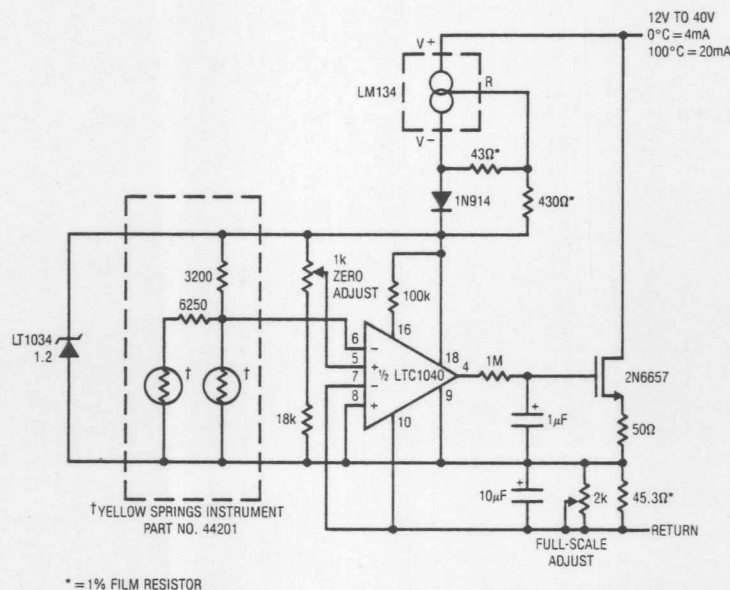 12V TO 40V
0°C = 4mA
100°C = 20mA
V+
LM134
R
V−
43Ω*
1N914
430Ω*
3200
1k
ZERO
ADJUST
6250
100k
LT1034
1.2
†
†
16
6
5
7
8
−
+
−
+
½ LTC1040
18
4
9
10
1M
2N6657
18k
1µF
+
50Ω
†YELLOW SPRINGS INSTRUMENT
PART NO. 44201
10µF
+
2k
45.3Ω*
FULL-SCALE
ADJUST
RETURN
* = 1% FILM RESISTOR